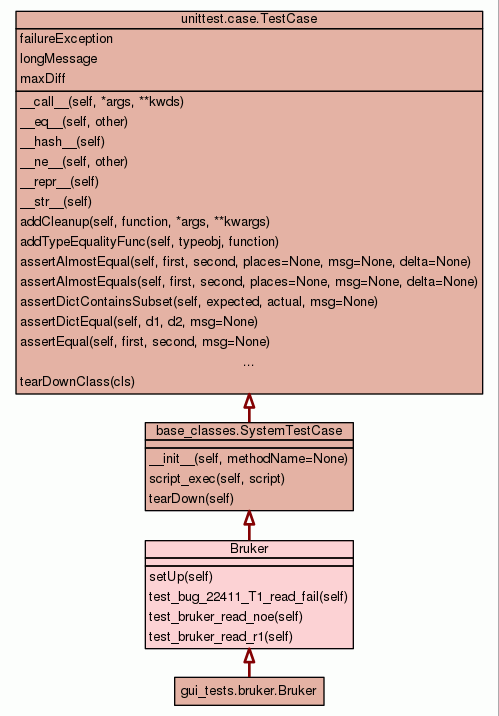 unittest.case.TestCase
failureException
longMessage
maxDiff
__call__(self, *args, **kwds)
__eq__(self, other)
__hash__(self)
__ne__(self, other)
__repr__(self)
__str__(self)
addCleanup(self, function, *args, **kwargs)
addTypeEqualityFunc(self, typeobj, function)
assertAlmostEqual(self, first, second, places=None, msg=None, delta=None)
assertAlmostEquals(self, first, second, places=None, msg=None, delta=None)
assertDictContainsSubset(self, expected, actual, msg=None)
assertDictEqual(self, d1, d2, msg=None)
assertEqual(self, first, second, msg=None)
...
tearDownClass(cls)
base_classes.SystemTestCase
__init__(self, methodName=None)
script_exec(self, script)
tearDown(self)
Bruker
setUp(self)
test_bug_22411_T1_read_fail(self)
test_bruker_read_noe(self)
test_bruker_read_r1(self)
gui_tests.bruker.Bruker